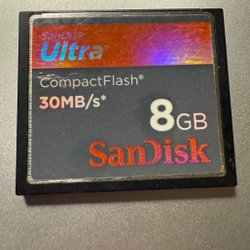 SanDisk
Ultra
CompactFlash®
30MB/s*
8GB
SanDisk